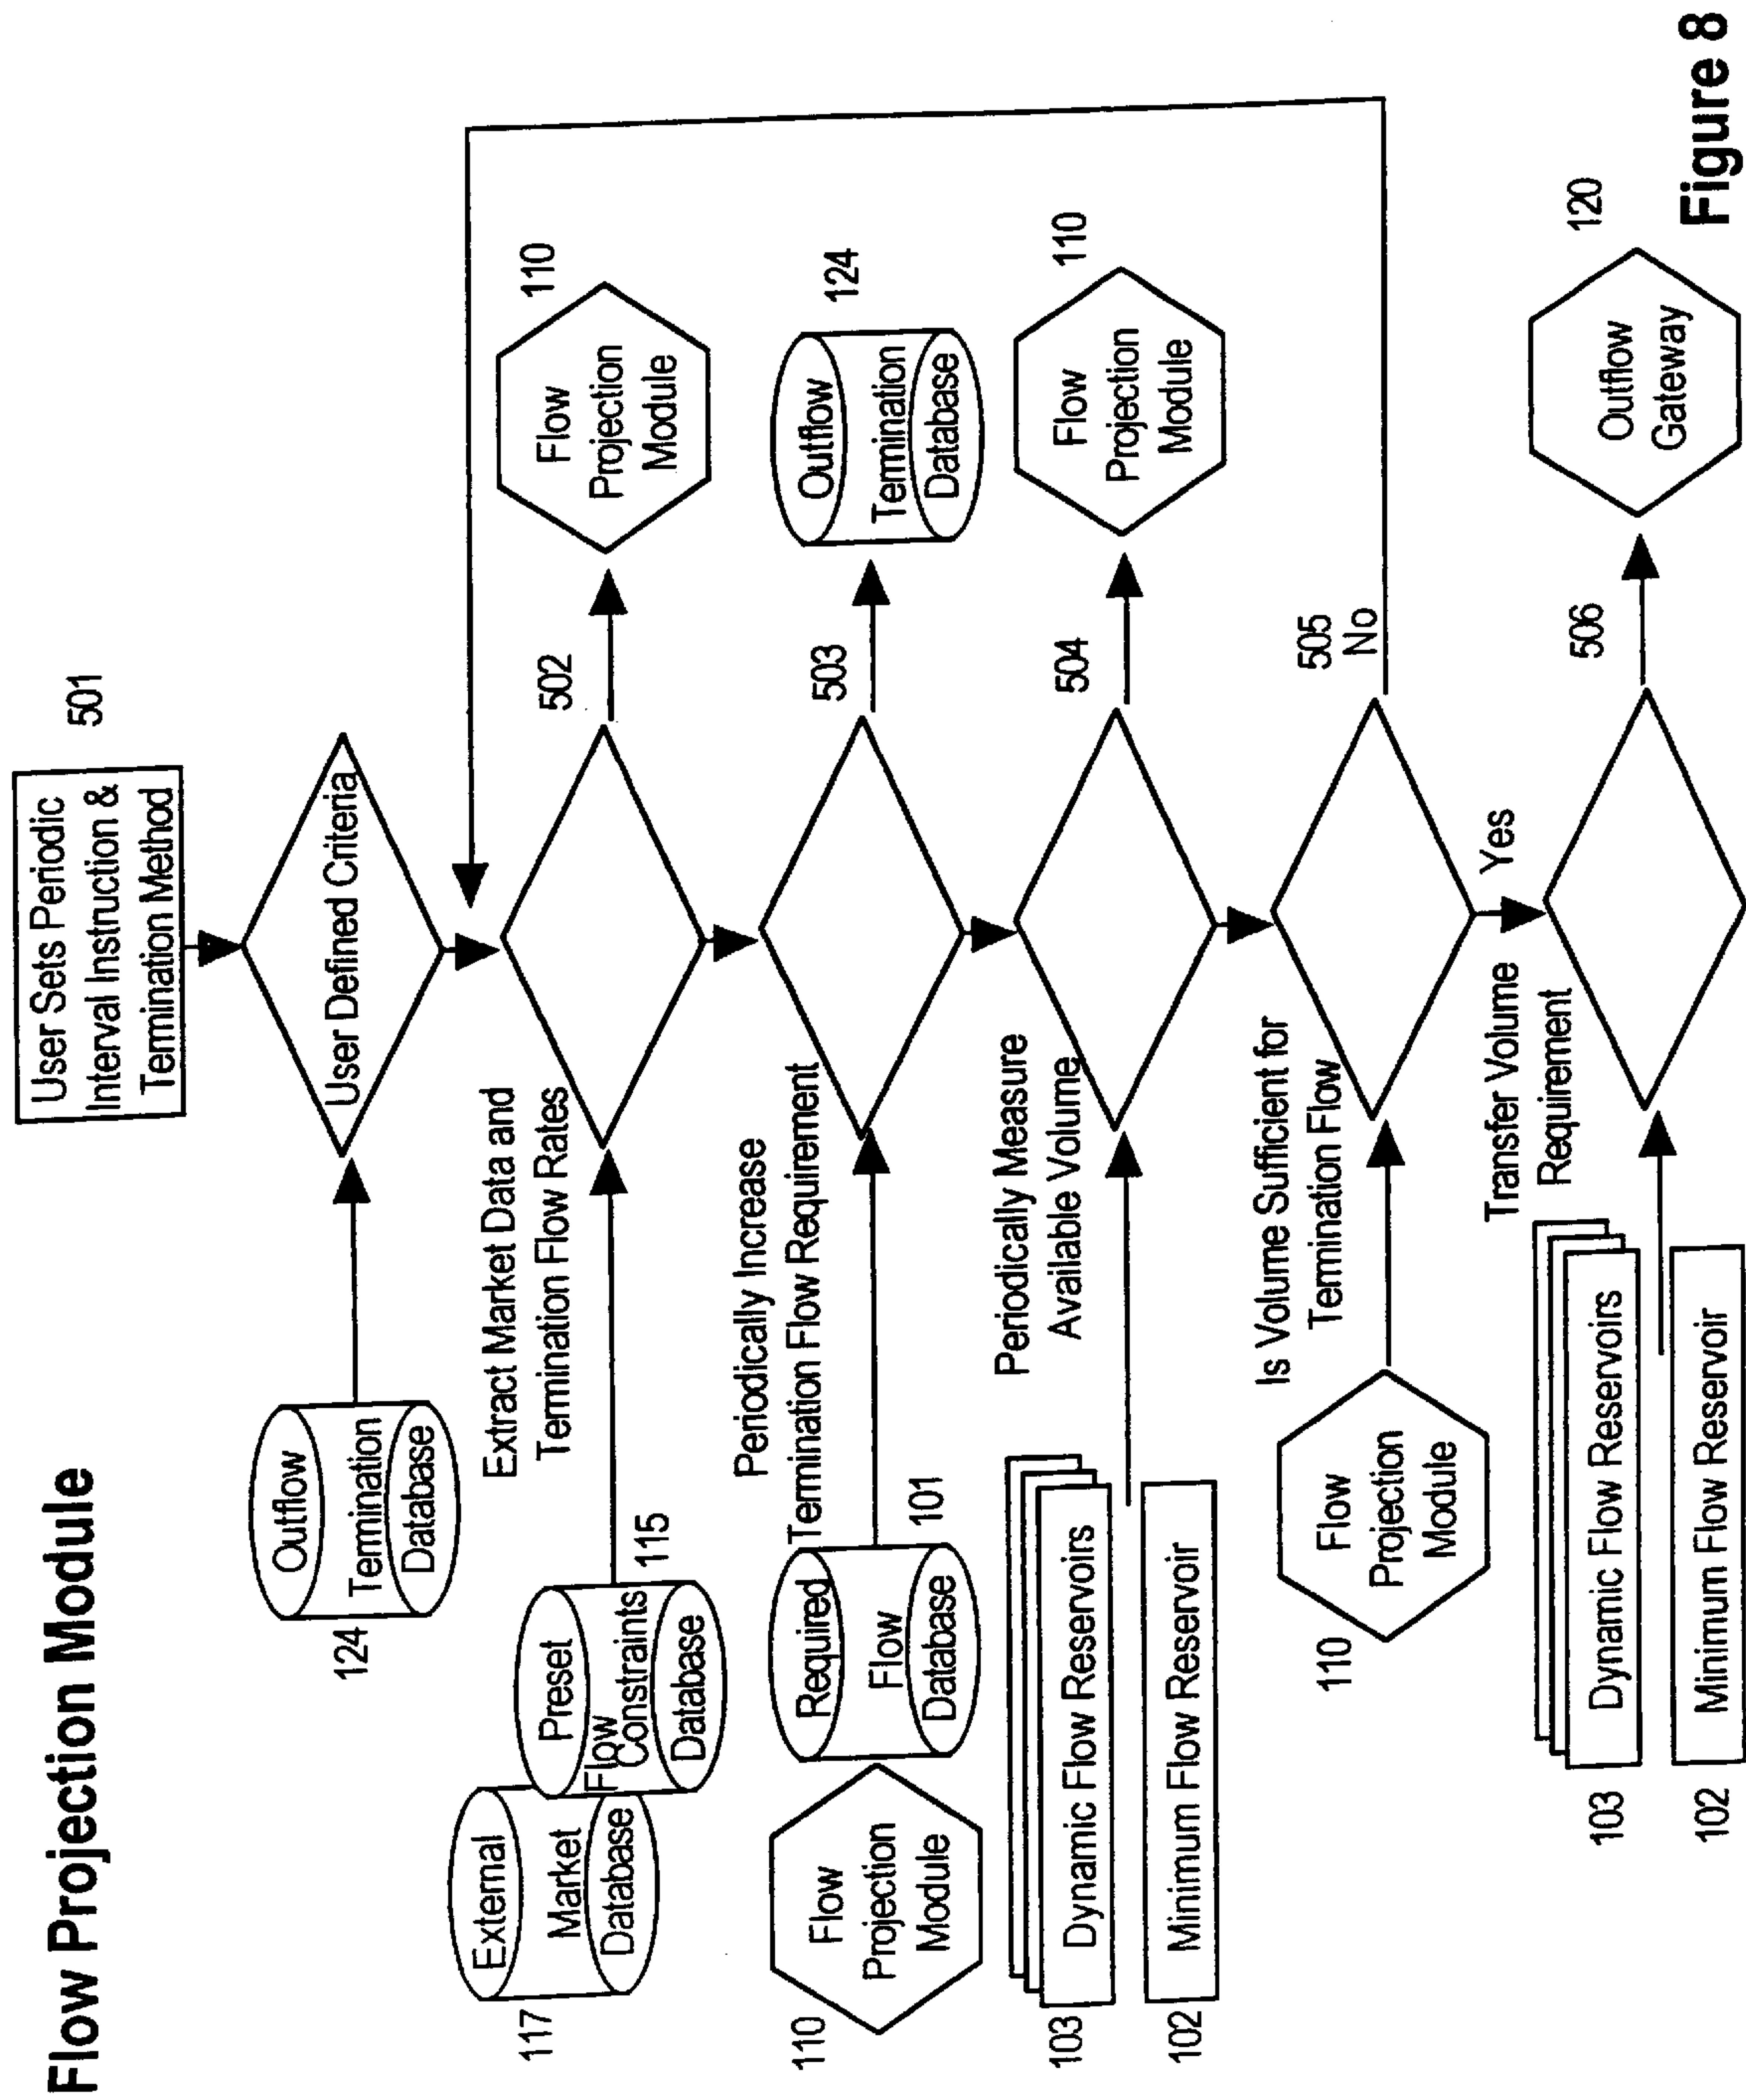 Flow Projection Module
User Sets Periodic
Interval Instruction &
Termination Method
501
User Defined Criteria
Outflow
Termination
Database
124
Extract Market Data and
Termination Flow Rates
502
Flow
Projection
Module
110
External
Market
Database
117
Preset
Flow
Constraints
Database
115
Periodically Increase
Termination Flow Requirement
503
Outflow
Termination
Database
124
Flow
Projection
Module
110
Required
Flow
Database
101
Periodically Measure
Available Volume
504
Flow
Projection
Module
110
Dynamic Flow Reservoirs
103
Minimum Flow Reservoir
102
Is Volume Sufficient for
Termination Flow
505
No
Flow
Projection
Module
110
Yes
Transfer Volume
Requirement
506
Outflow
Gateway
120
Dynamic Flow Reservoirs
103
Minimum Flow Reservoir
102
Figure 8